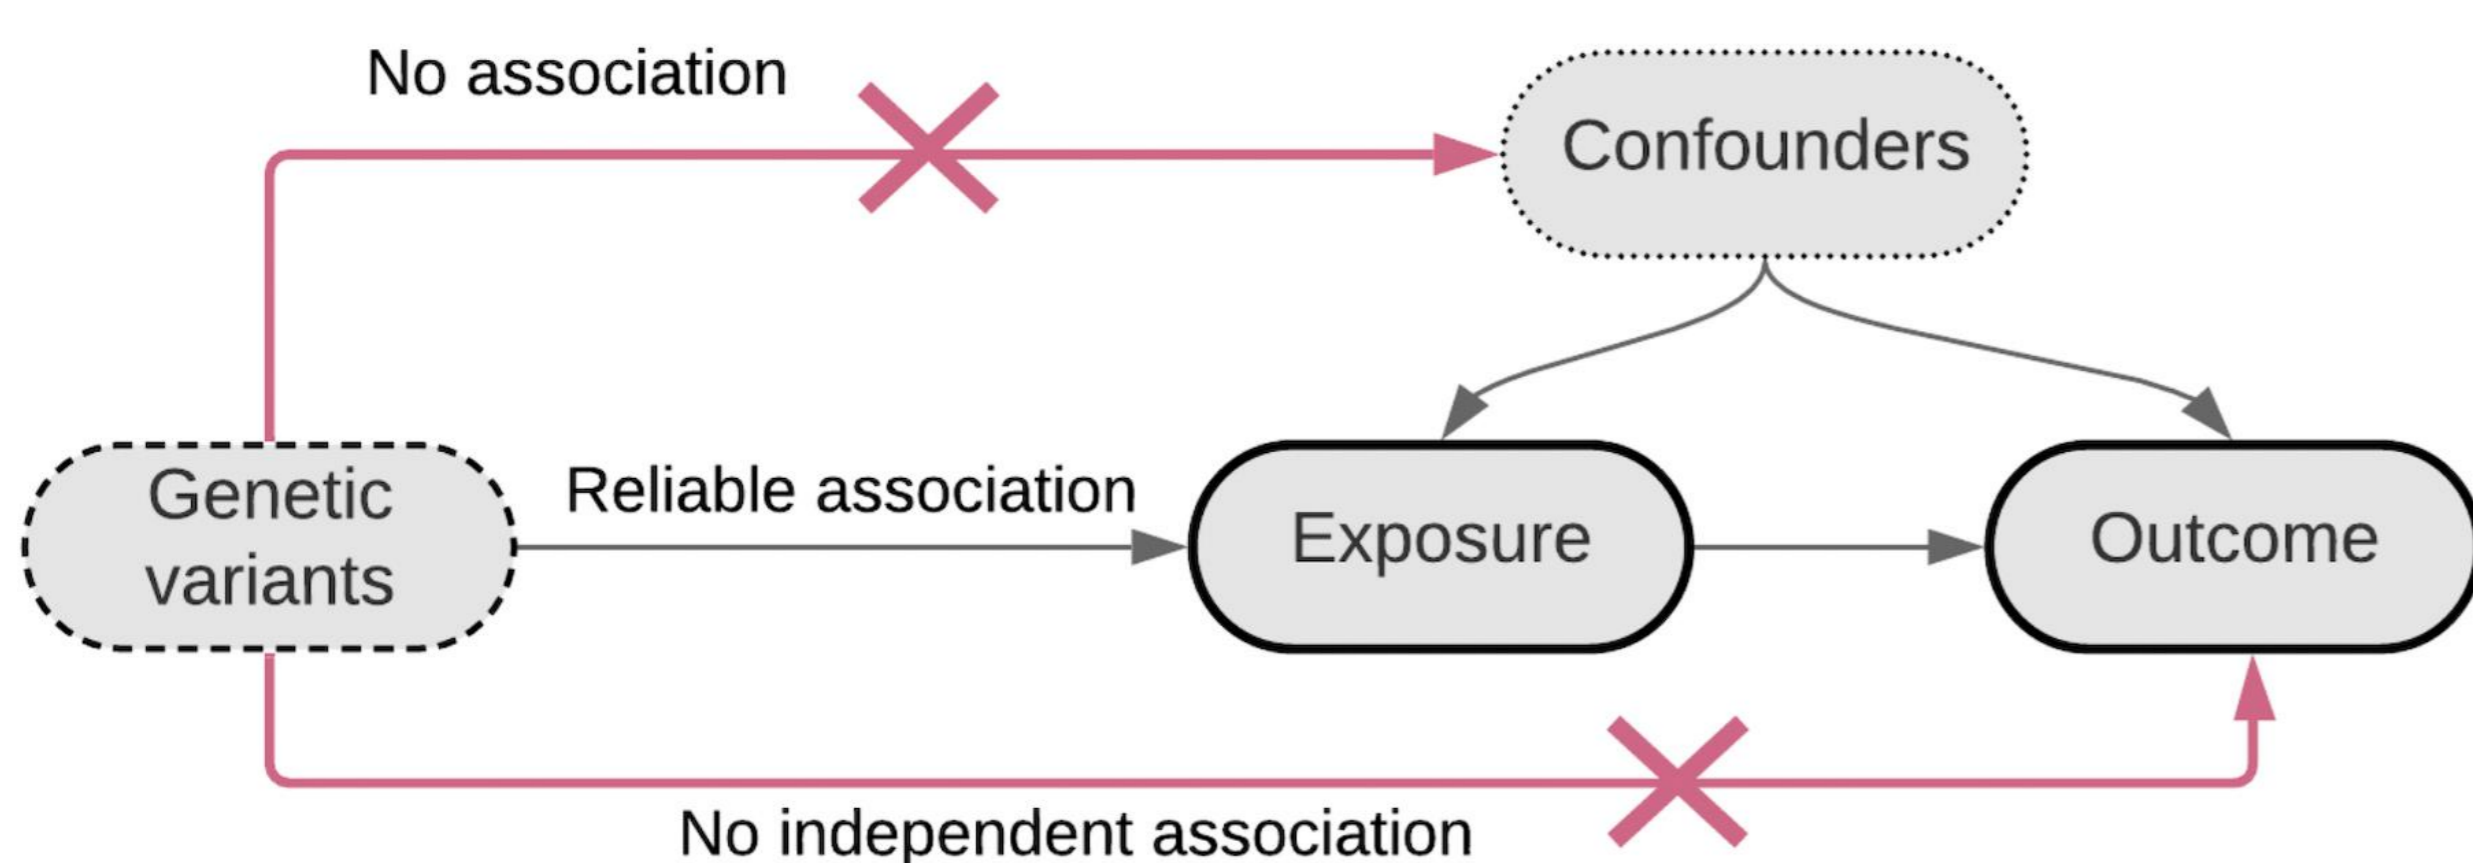 No association
Confounders
Genetic
variants
Reliable association
Exposure
Outcome
No independent association